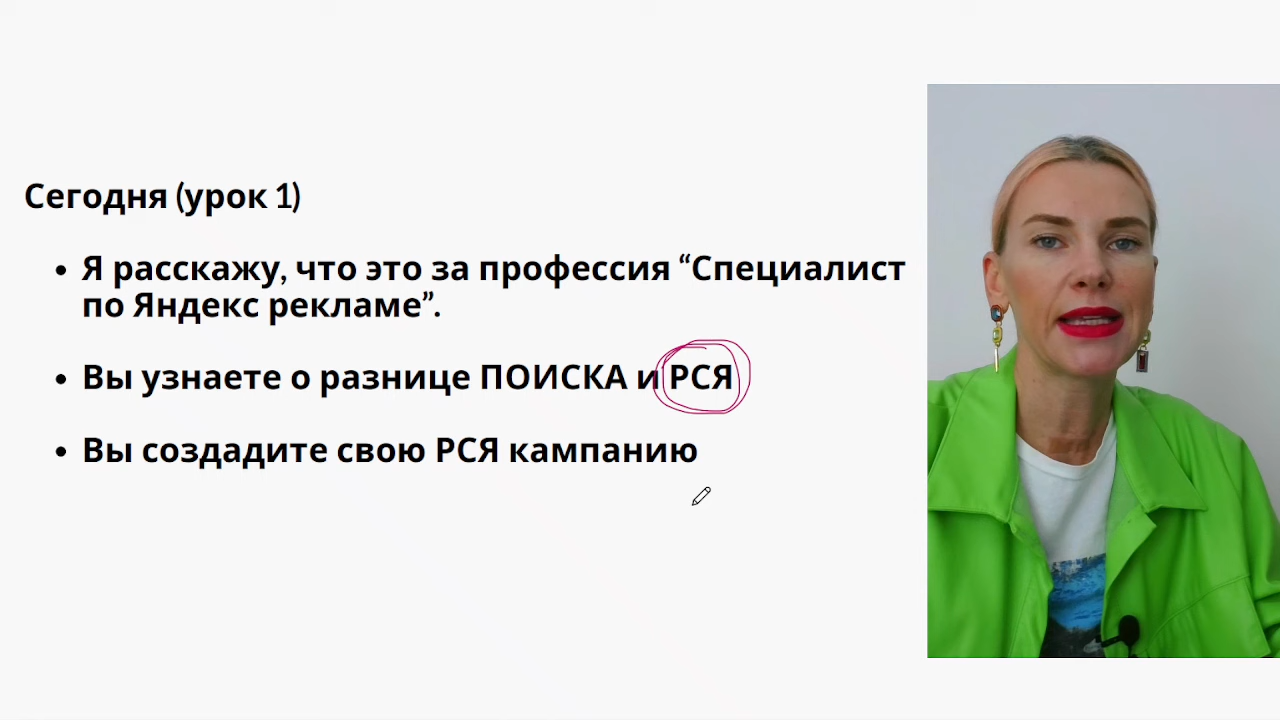 Сегодня (урок 1)
• Я расскажу, что это за профессия “Специалист
по Яндекс рекламе”.
• Вы узнаете о разнице ПОИСКА и РСЯ
• Вы создадите свою РСЯ кампанию